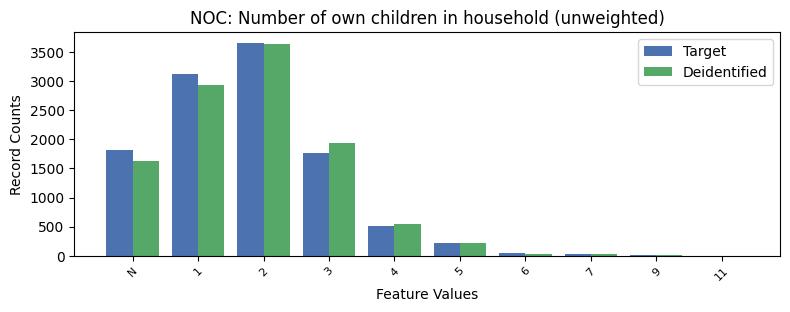 NOC: Number of own children in household (unweighted)
Target
Deidentified
Record Counts
3500
3000
2500
2000
1500
1000
500
0
N 1 2 3 4 5 6 7 9 11
Feature Values